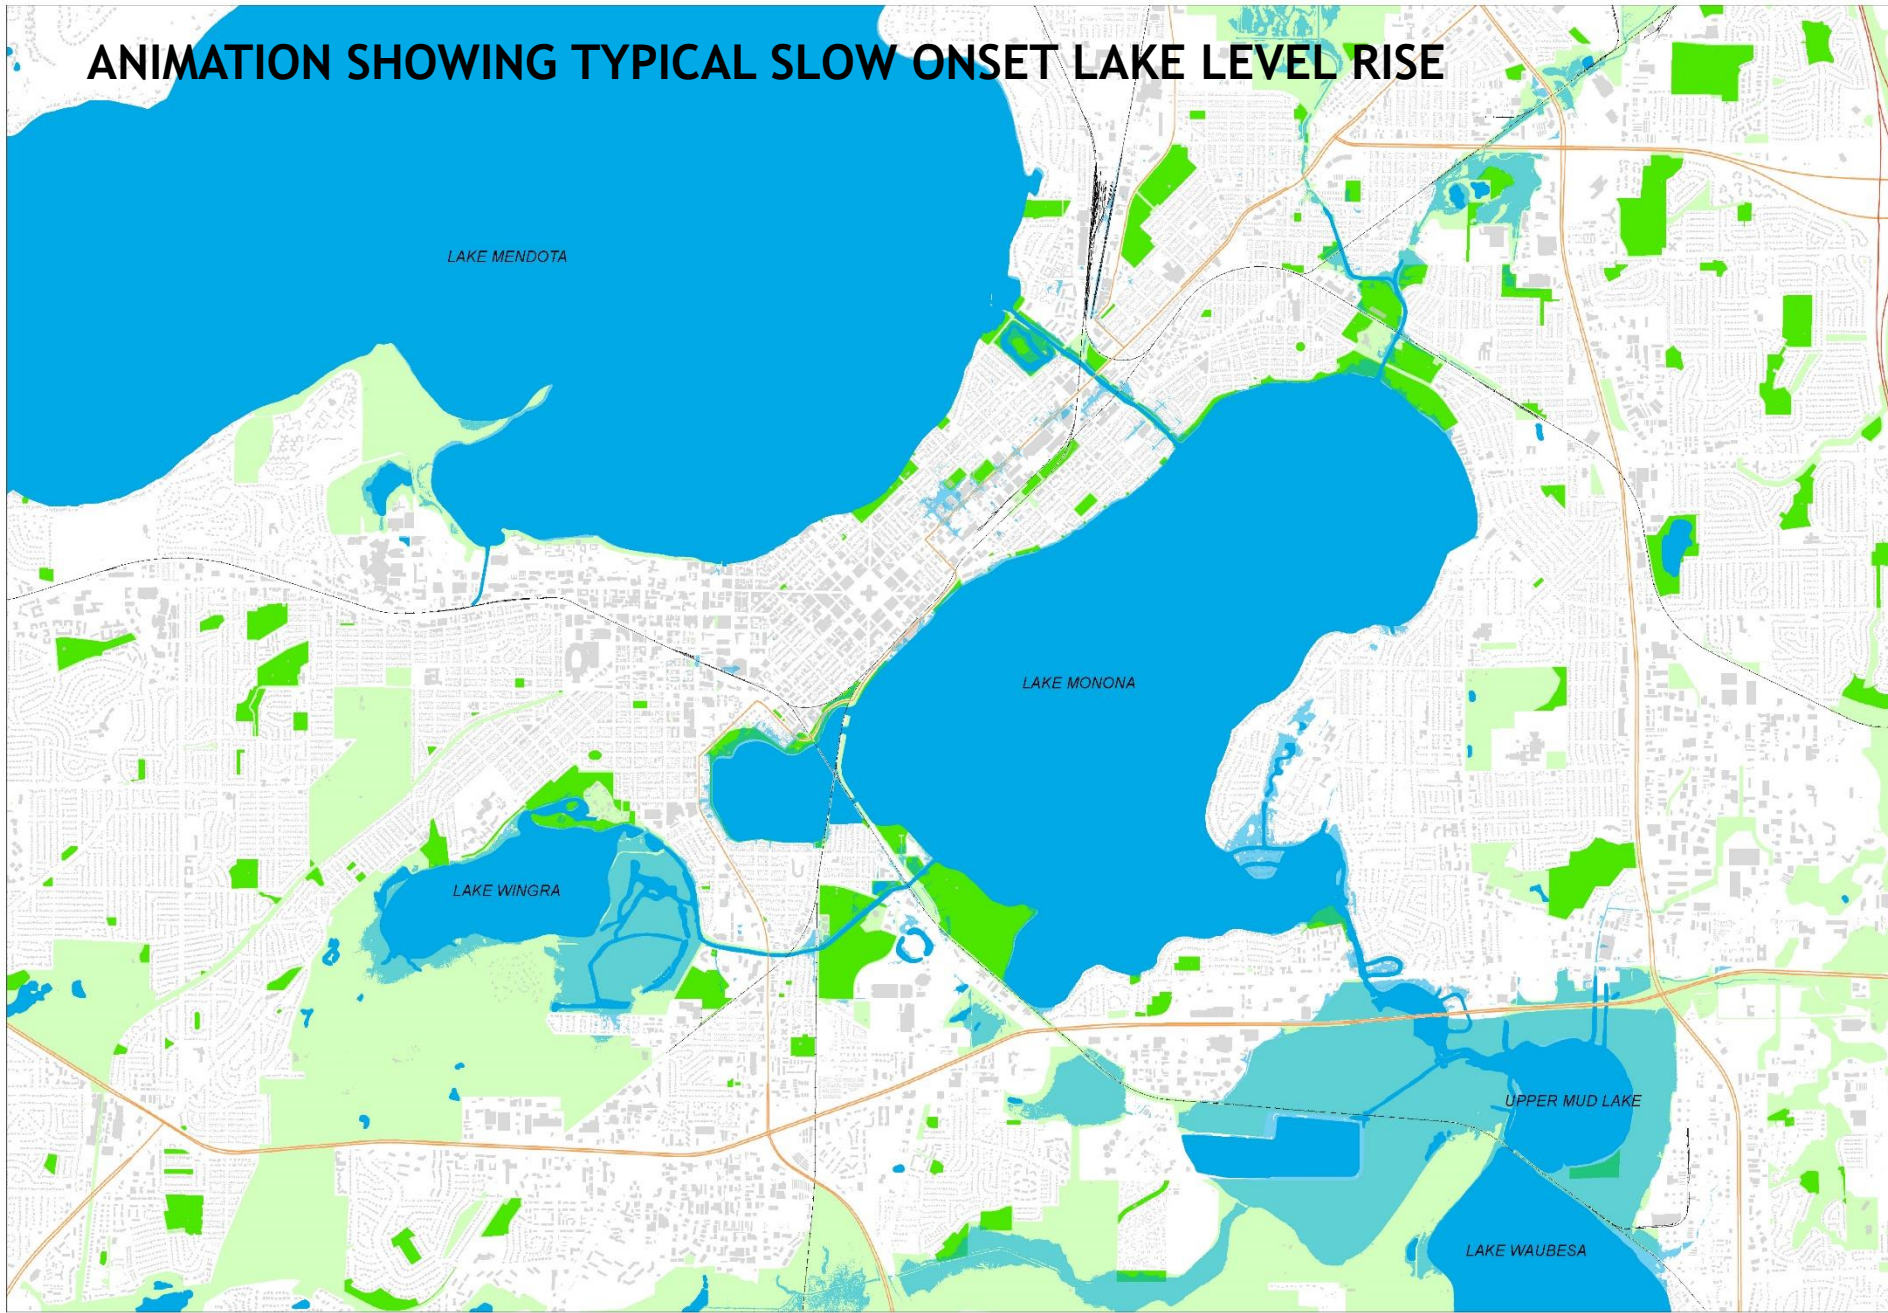 ANIMATION SHOWING TYPICAL SLOW ONSET LAKE LEVEL RISE
LAKE MENDOTA
LAKE MONONA
LAKE WINGRA
UPPER MUD LAKE
LAKE WAUBESA